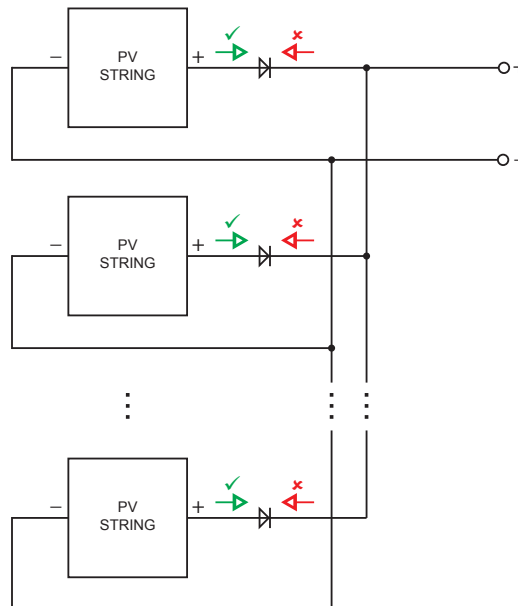 − PV STRING +
✓ ✗
−
−
− PV STRING +
✓ ✗
− PV STRING +
✓ ✗